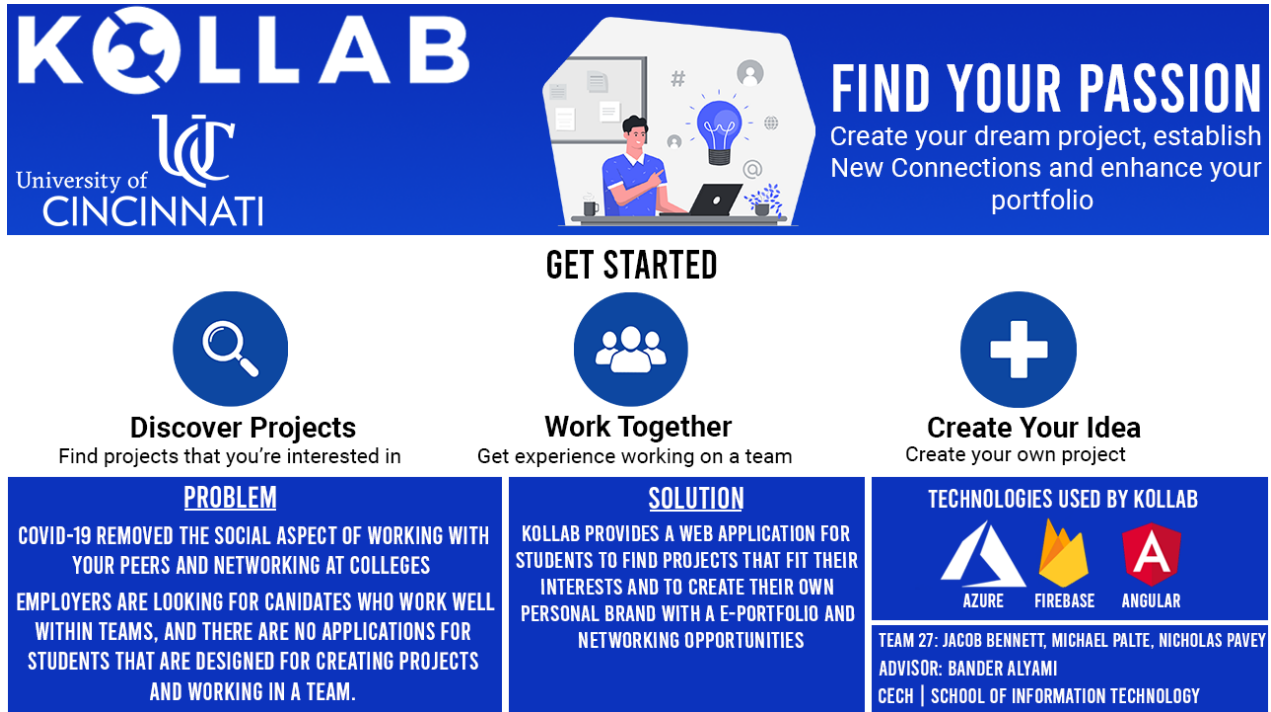 KOLLAB
UC
University of
CINCINNATI
#
@
FIND YOUR PASSION
Create your dream project, establish
New Connections and enhance your
portfolio
GET STARTED
Discover Projects
Find projects that you're interested in
Work Together
Get experience working on a team
Create Your Idea
Create your own project
PROBLEM
COVID-19 REMOVED THE SOCIAL ASPECT OF WORKING WITH
YOUR PEERS AND NETWORKING AT COLLEGES
EMPLOYERS ARE LOOKING FOR CANIDATES WHO WORK WELL
WITHIN TEAMS, AND THERE ARE NO APPLICATIONS FOR
STUDENTS THAT ARE DESIGNED FOR CREATING PROJECTS
AND WORKING IN A TEAM.
SOLUTION
KOLLAB PROVIDES A WEB APPLICATION FOR
STUDENTS TO FIND PROJECTS THAT FIT THEIR
INTERESTS AND TO CREATE THEIR OWN
PERSONAL BRAND WITH A E-PORTFOLIO AND
NETWORKING OPPORTUNITIES
TECHNOLOGIES USED BY KOLLAB
A
AZURE FIREBASE ANGULAR
TEAM 27: JACOB BENNETT, MICHAEL PALTE, NICHOLAS PAVEY
ADVISOR: BANDER ALYAMI
CECH | SCHOOL OF INFORMATION TECHNOLOGY